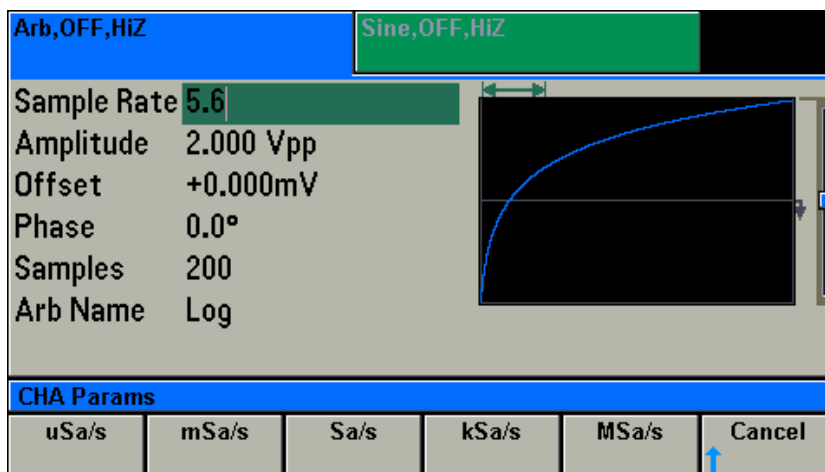 Arb,OFF,HiZ
Sine,OFF,HiZ
Sample Rate 5.6
Amplitude 2.000 Vpp
Offset +0.000mV
Phase 0.0°
Samples 200
Arb Name Log
CHA Params
uSa/s mSa/s Sa/s kSa/s MSa/s Cancel